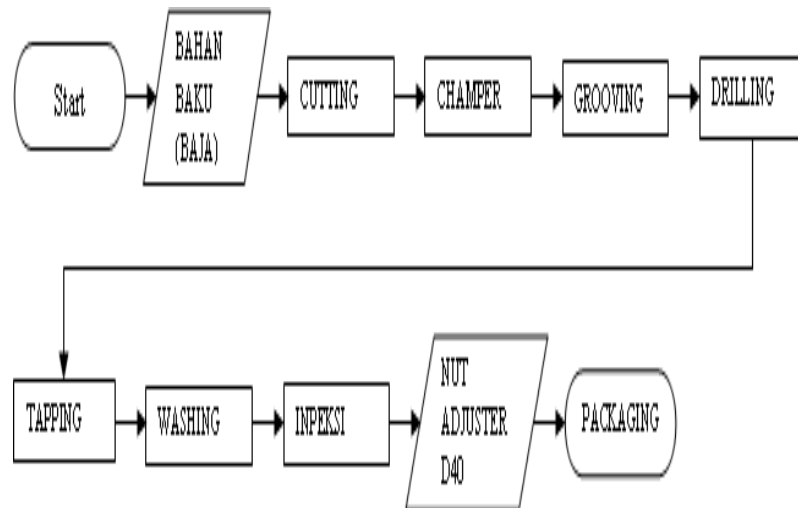 Start
BAHAN
BAKU
(BAJA)
CUTTING
CHAMPER
GROOVING
DRILLING
TAPPING
WASHING
INPEKSI
NUT
ADJUSTER
D40
PACKAGING